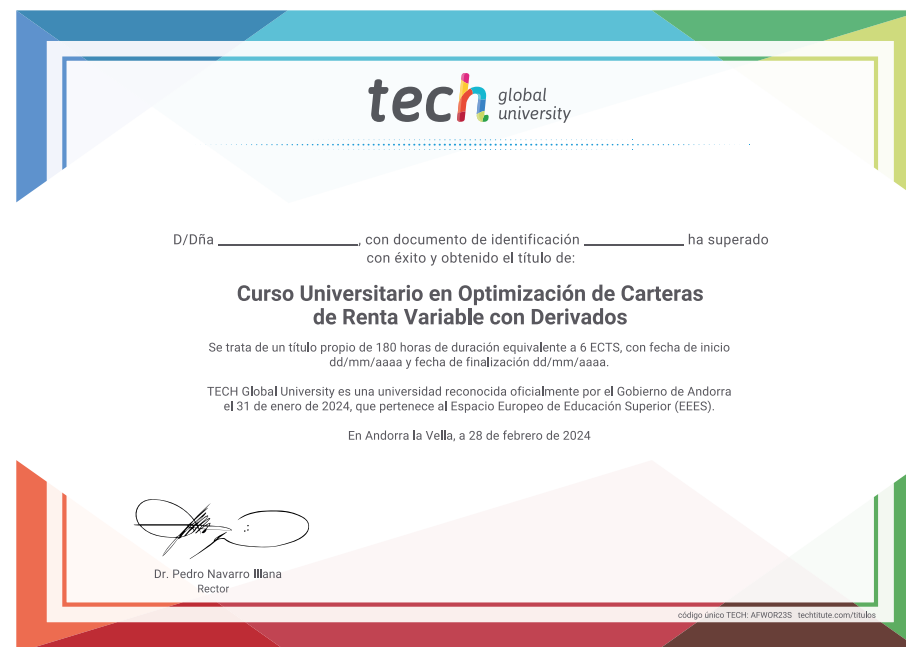 tech global university
D/Dña ____________________, con documento de identificación ______________ ha superado
con éxito y obtenido el título de:
Curso Universitario en Optimización de Carteras
de Renta Variable con Derivados
Se trata de un título propio de 180 horas de duración equivalente a 6 ECTS, con fecha de inicio
dd/mm/aaaa y fecha de finalización dd/mm/aaaa.
TECH Global University es una universidad reconocida oficialmente por el Gobierno de Andorra
el 31 de enero de 2024, que pertenece al Espacio Europeo de Educación Superior (EEES).
En Andorra la Vella, a 28 de febrero de 2024
Dr. Pedro Navarro Illana
Rector
código único TECH: AFWOR23S techtitute.com/titulos